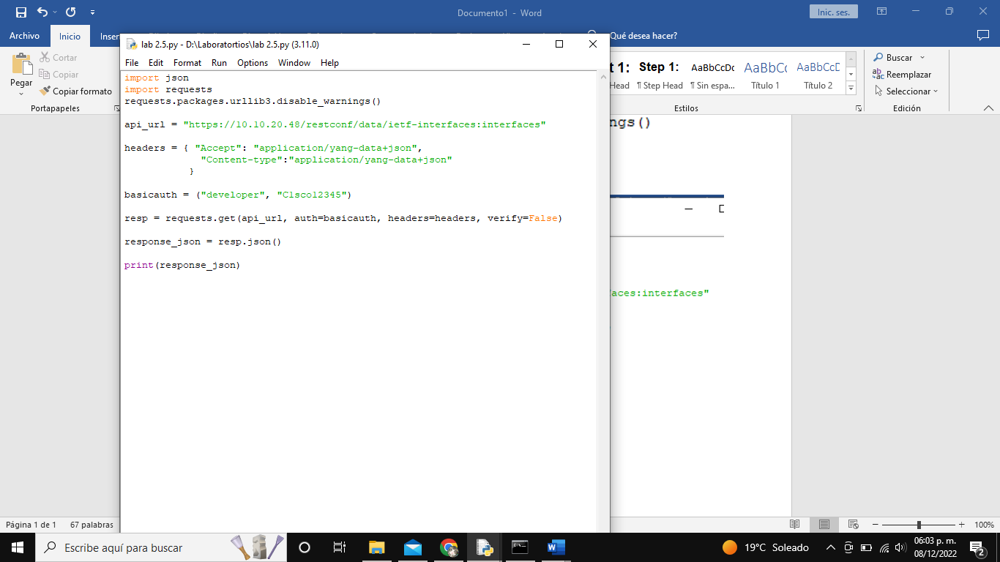 Documento1 - Word
Inic. ses.
Archivo
Inicio
Inser
Qué desea hacer?
Pegar
Cortar
Copiar
Copiar formato
Portapapeles
t 1:
Step 1:
AaBbCcDc
AaBbCc
AaBbCcD
Head
¶ Step Head
¶ Sin espa...
Título 1
Título 2
Estilos
Buscar
Reemplazar
Seleccionar
Edición
lab 2.5.py - D:\Laboratortios\lab 2.5.py (3.11.0)
File Edit Format Run Options Window Help
import json
import requests
requests.packages.urllib3.disable_warnings()
api_url = "https://10.10.20.48/restconf/data/ietf-interfaces:interfaces"
headers = { "Accept": "application/yang-data+json",
"Content-type":"application/yang-data+json"
}
basicauth = ("developer", "C1sco12345")
resp = requests.get(api_url, auth=basicauth, headers=headers, verify=False)
response_json = resp.json()
print(response_json)
ngs()
faces:interfaces"
Página 1 de 1
67 palabras
100%
Escribe aquí para buscar
19°C Soleado
06:03 p. m.
08/12/2022
2